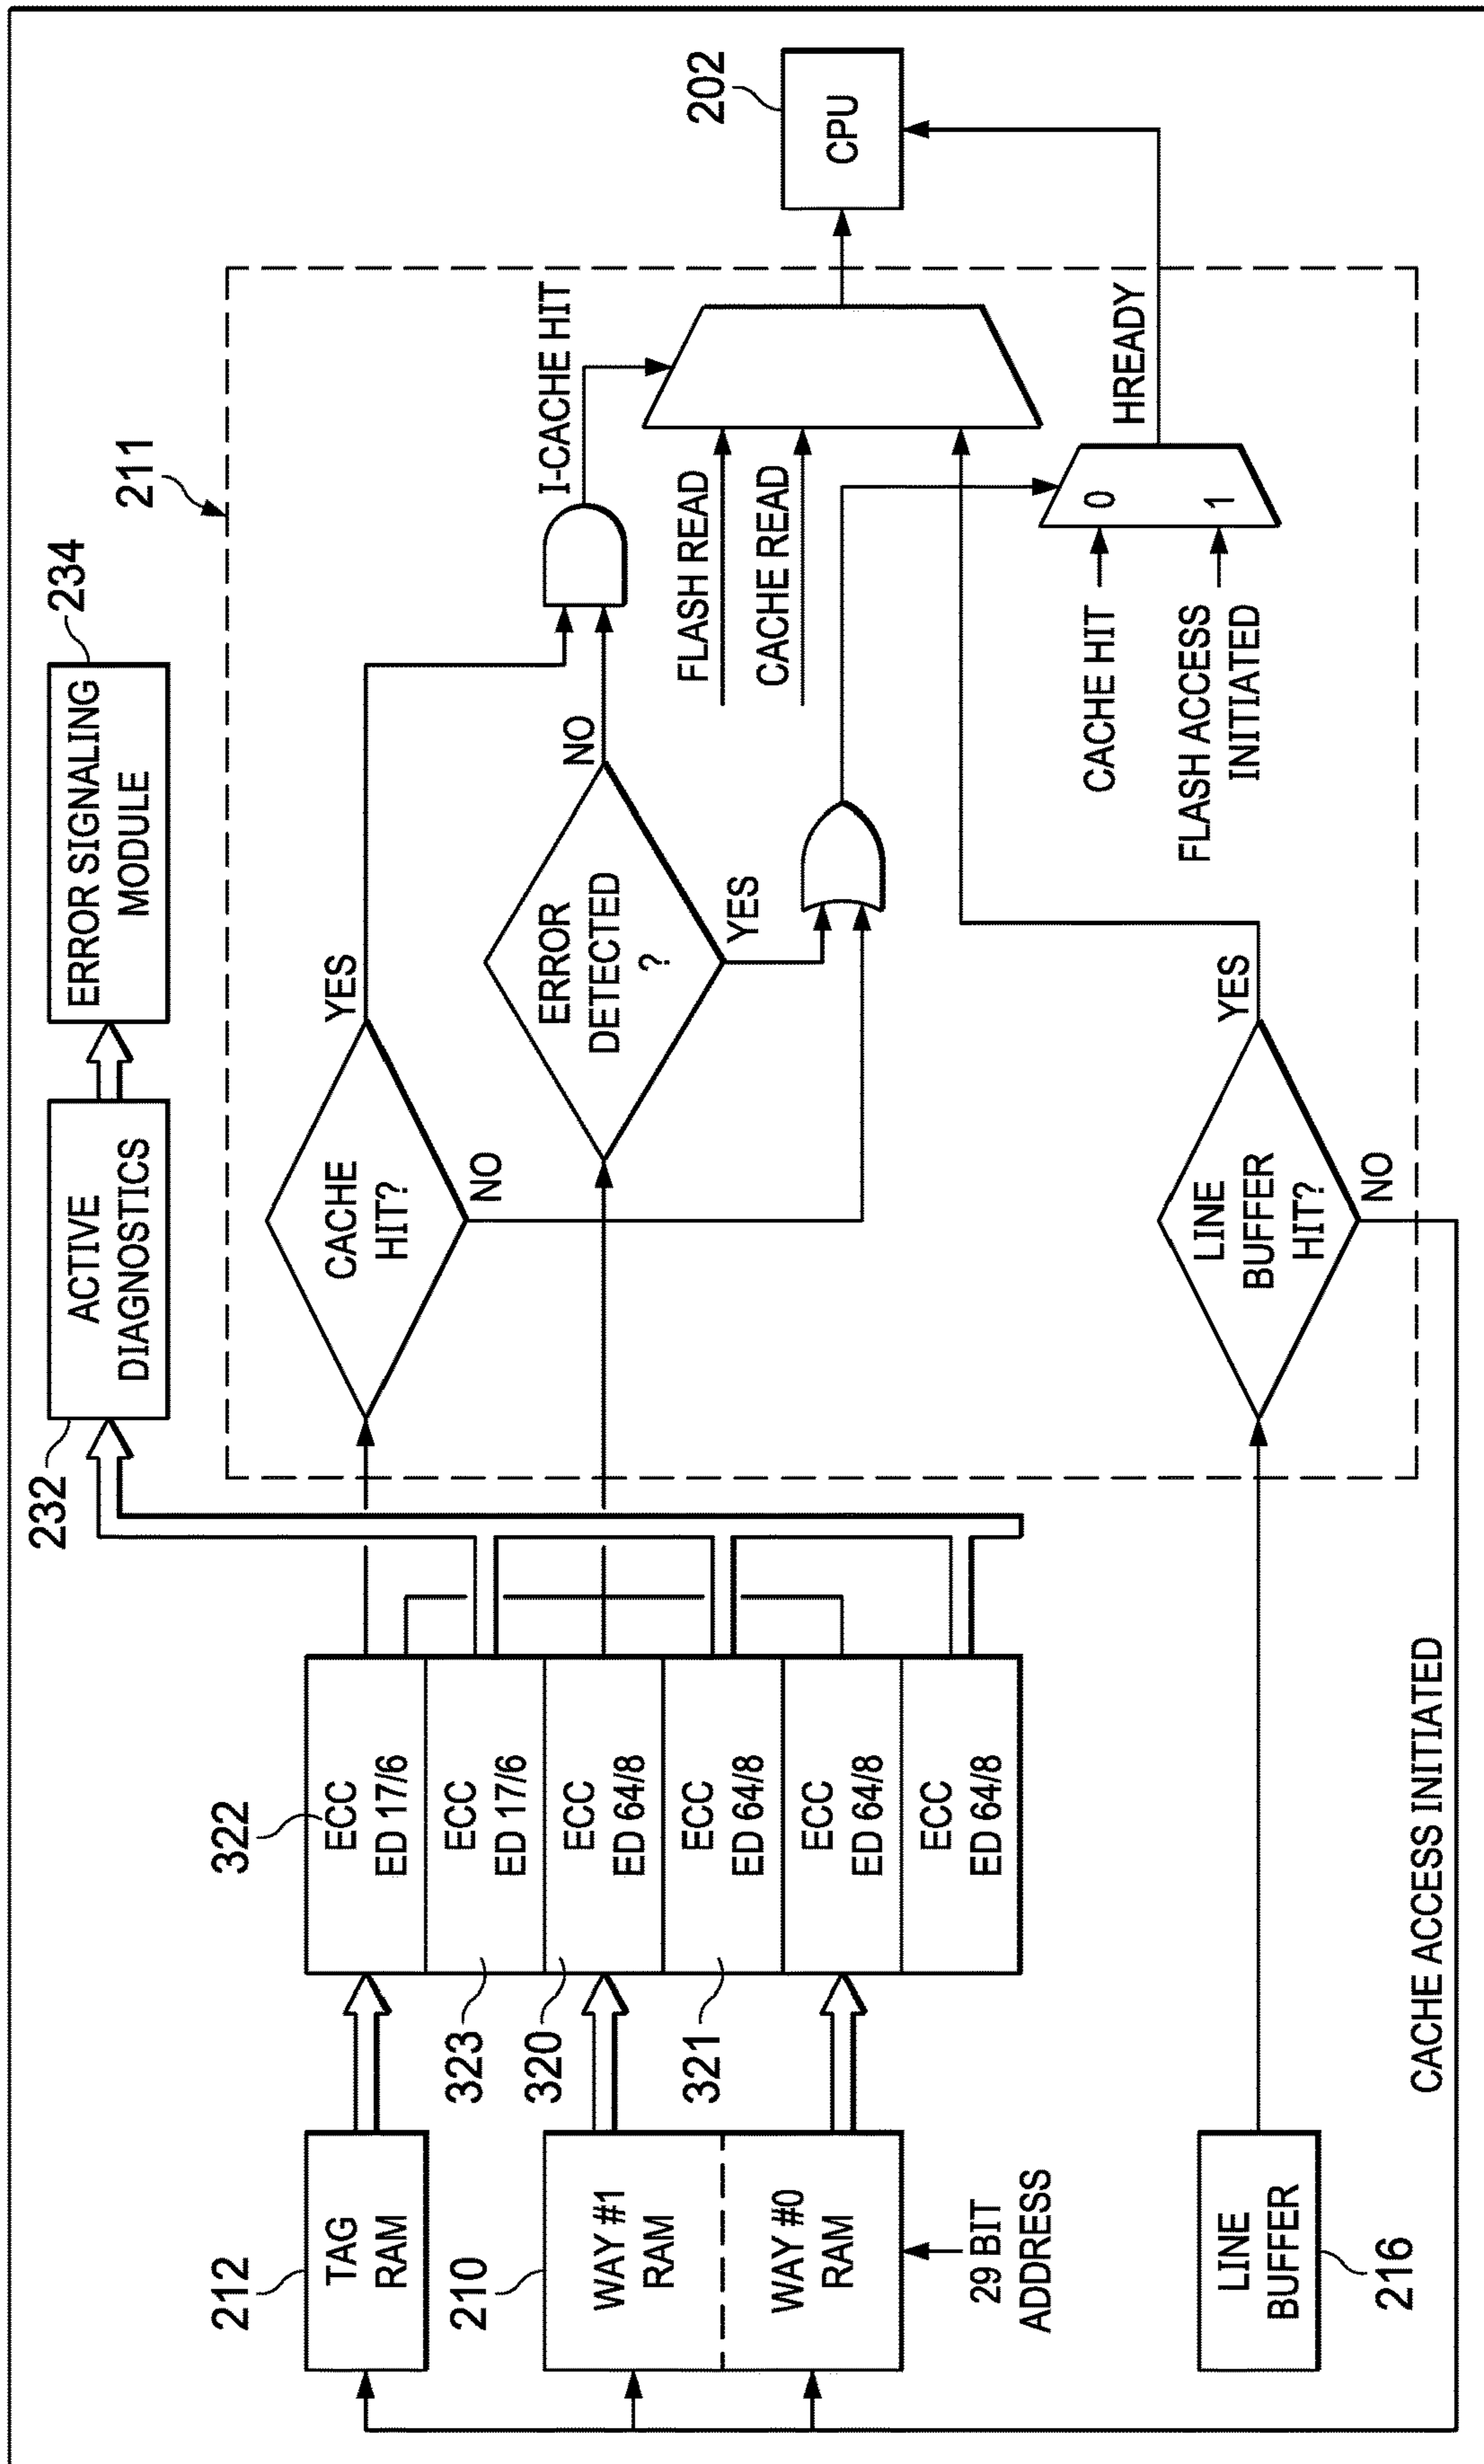 212
TAG
RAM
210
WAY #1
RAM
WAY #0
RAM
29 BIT
ADDRESS
LINE
BUFFER
216
322
ECC
ED 17/6
ECC
ED 17/6
ECC
ED 64/8
ECC
ED 64/8
ECC
ED 64/8
ECC
ED 64/8
323
320
321
CACHE ACCESS INITIATED
232
ACTIVE
DIAGNOSTICS
ERROR SIGNALING
MODULE
234
211
CACHE
HIT?
YES
NO
ERROR
DETECTED
?
NO
YES
LINE
BUFFER
HIT?
YES
NO
I-CACHE HIT
FLASH READ
CACHE READ
CACHE HIT
FLASH ACCESS
INITIATED
0
1
HREADY
202
CPU